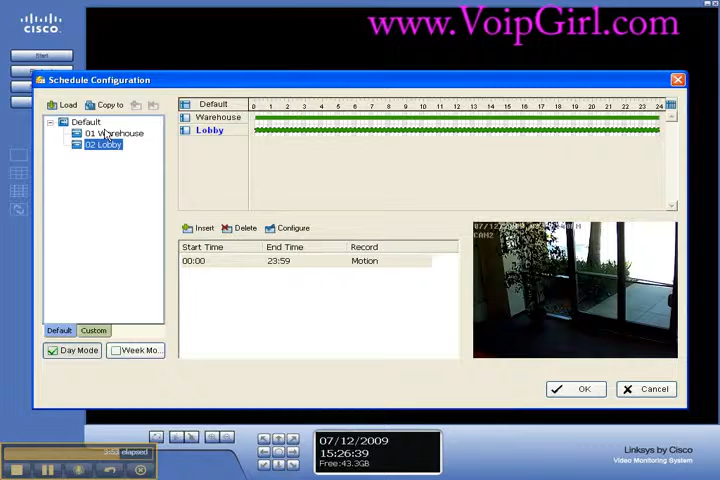 www.VoipGirl.com
CISCO
Start
Schedule Configuration
Load
Copy to
Default
01 Warehouse
02 Lobby
Default
0 1 2 3 4 5 6 7 8 9 10 11 12 13 14 15 16 17 18 19 20 21 22 23 24
Warehouse
Lobby
Insert
Delete
Configure
Start Time
End Time
Record
00:00
23:59
Motion
CAM2
Default
Custom
Day Mode
Week Mo...
OK
Cancel
elapsed
07/12/2009
15:26:39
Free:43.3GB
Linksys by Cisco
Video Monitoring System